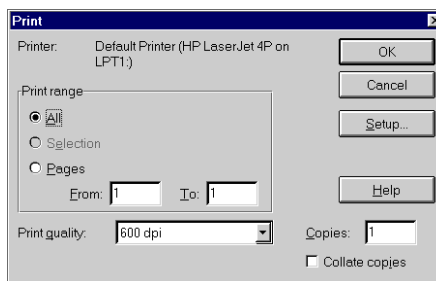 Print
Printer: Default Printer (HP LaserJet 4P on LPT1:)
OK
Cancel
Setup...
Help
Print range
All
Selection
Pages
From: 1 To: 1
Print quality: 600 dpi
Copies: 1
Collate copies